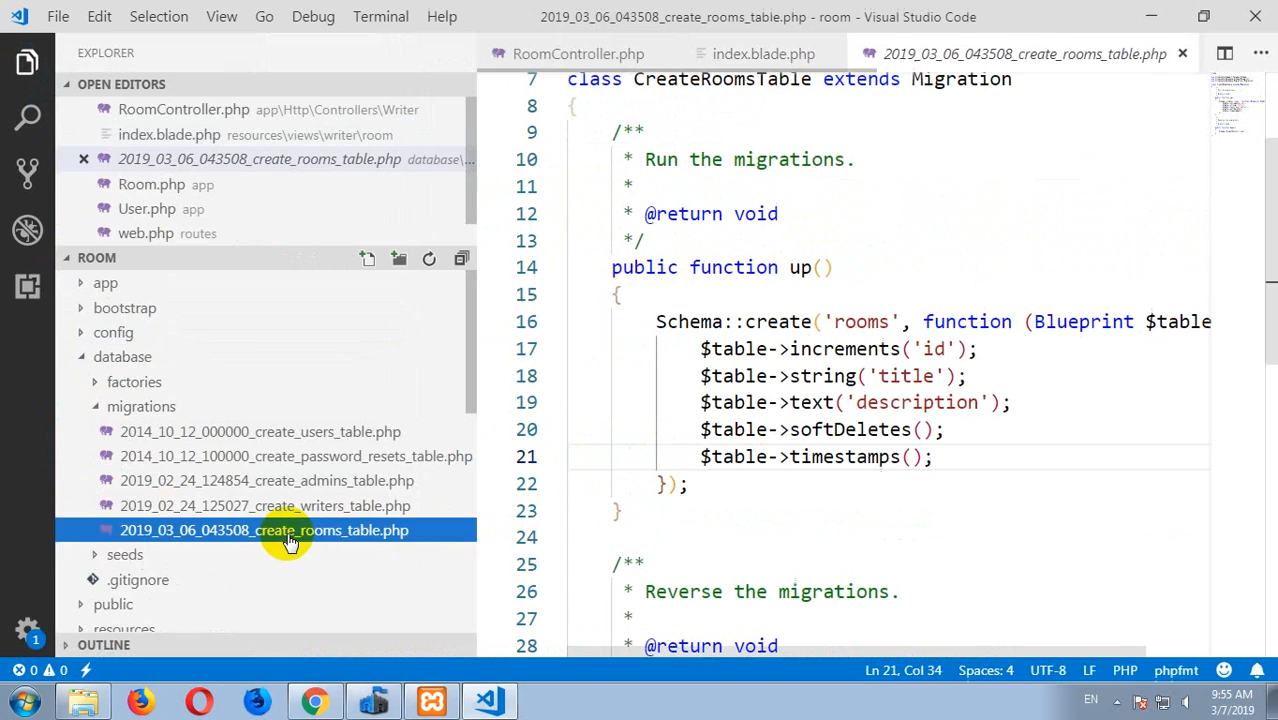 File Edit Selection View Go Debug Terminal Help 2019_03_06_043508_create_rooms_table.php - room - Visual Studio Code
EXPLORER
OPEN EDITORS
RoomController.php app\Http\Controllers\Writer
index.blade.php resources\views\writer\room
2019_03_06_043508_create_rooms_table.php database\...
Room.php app
User.php app
web.php routes
ROOM
app
bootstrap
config
database
factories
migrations
2014_10_12_000000_create_users_table.php
2014_10_12_100000_create_password_resets_table.php
2019_02_24_124854_create_admins_table.php
2019_02_24_125027_create_writers_table.php
2019_03_06_043508_create_rooms_table.php
seeds
.gitignore
public
resources
OUTLINE
RoomController.php index.blade.php 2019_03_06_043508_create_rooms_table.php
7 class CreateRoomsTable extends Migration
8 {
9 /**
10 * Run the migrations.
11 *
12 * @return void
13 */
14 public function up()
15 {
16 Schema::create('rooms', function (Blueprint $table
17 $table->increments('id');
18 $table->string('title');
19 $table->text('description');
20 $table->softDeletes();
21 $table->timestamps();
22 });
23 }
24
25 /**
26 * Reverse the migrations.
27 *
28 * @return void
1
0 0 Ln 21, Col 34 Spaces: 4 UTF-8 LF PHP phpfmt
EN 9:55 AM
3/7/2019